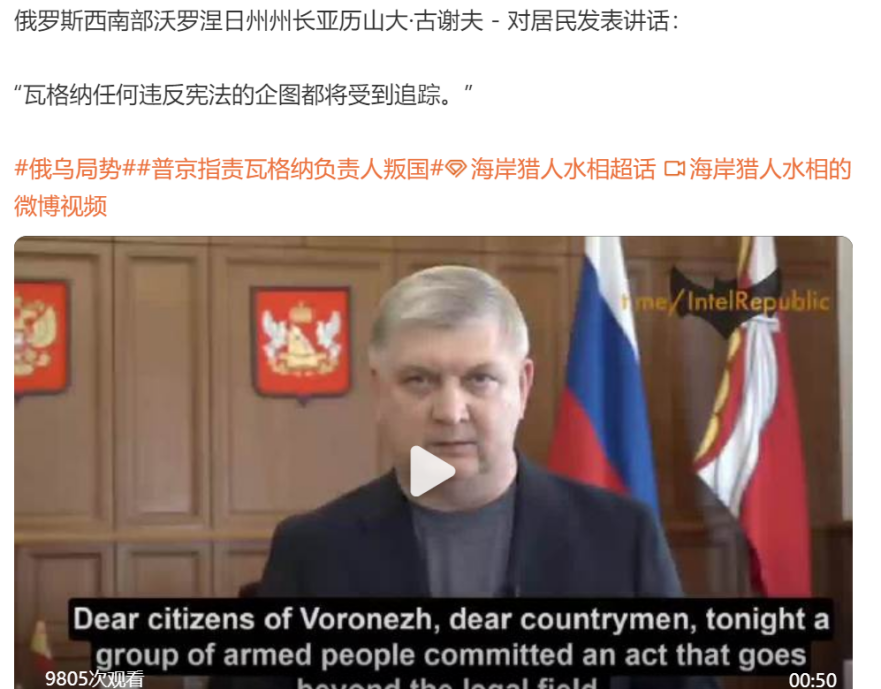 俄罗斯西南部沃罗涅日州州长亚历山大·古谢夫 - 对居民发表讲话：
“瓦格纳任何违反宪法的企图都将受到追踪。”
#俄乌局势##普京指责瓦格纳负责人叛国#海岸猎人水相超话 海岸猎人水相的
微博视频
t.me/IntelRepublic
Dear citizens of Voronezh, dear countrymen, tonight a
group of armed people committed an act that goes
beyond the legal field
9805次观看
00:50